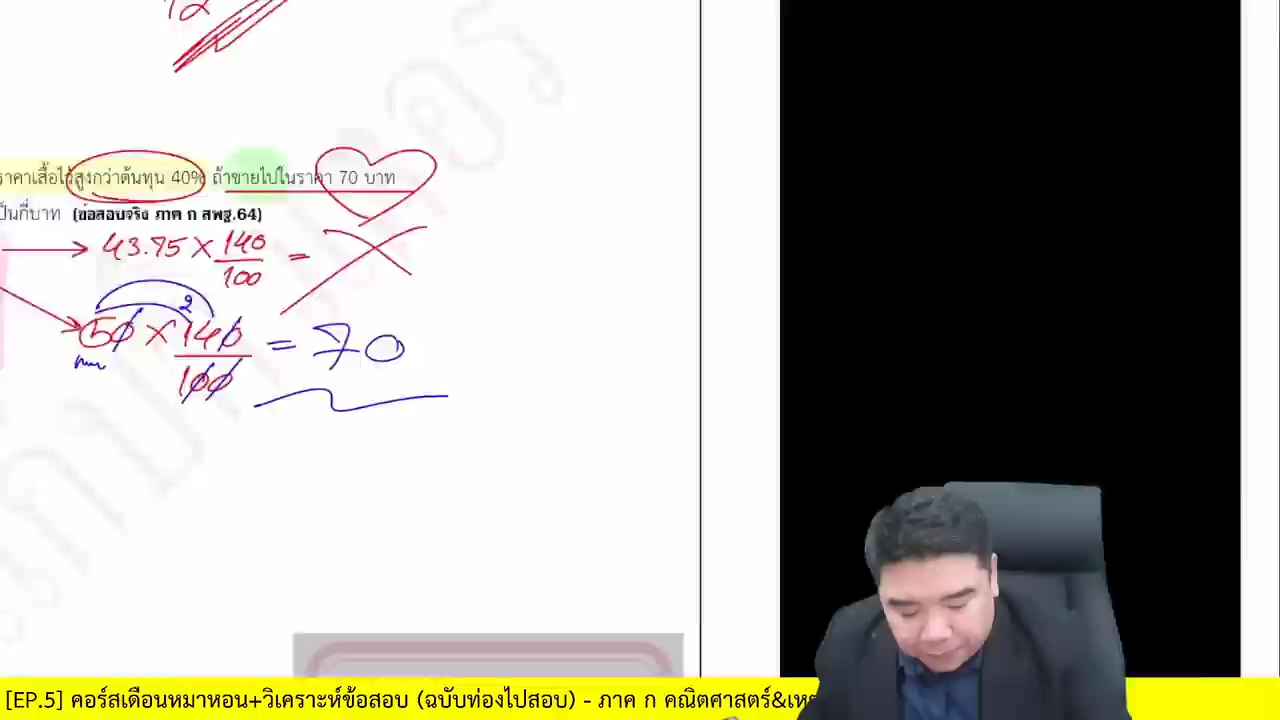 12
ราคาเสื้อไว้สูงกว่าต้นทุน 40% ถ้าขายไปในราคา 70 บาท
เป็นกี่บาท (ข้อสอบจริง ภาค ก สพฐ.64)
43.75 × 140/100 =
50 × 140/100 = 70
2
[EP.5] คอร์สเดือนหมาหอน+วิเคราะห์ข้อสอบ (ฉบับท่องไปสอบ) - ภาค ก คณิตศาสตร์&เห